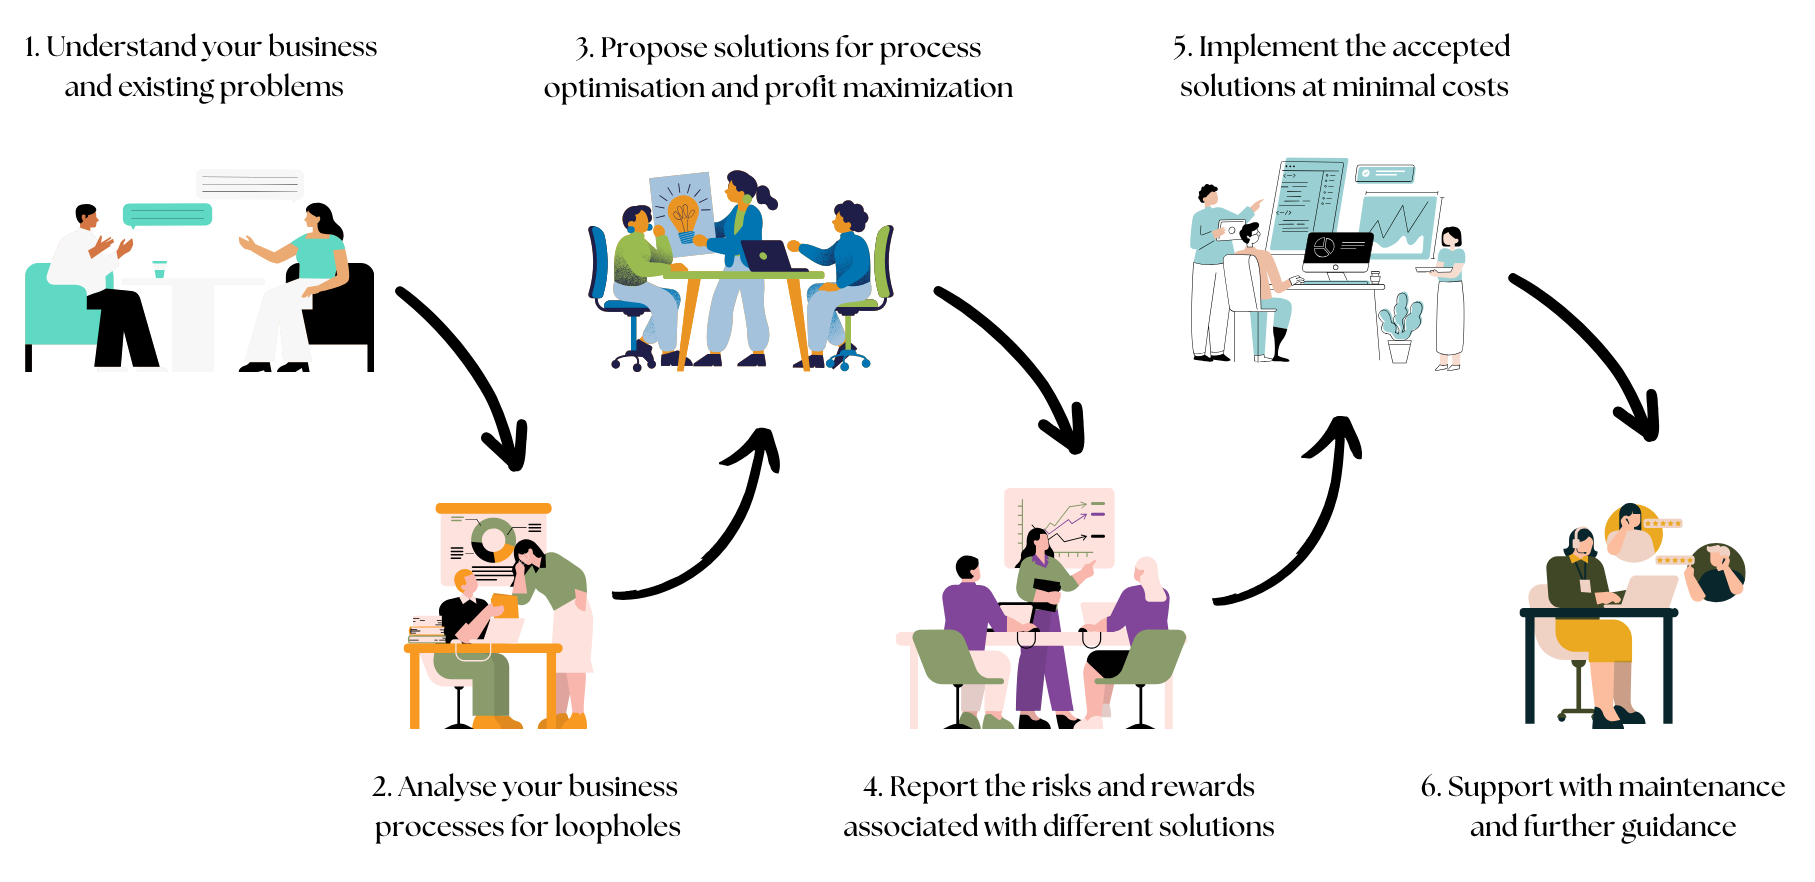 1. Understand your business
and existing problems
2. Analyse your business
processes for loopholes
3. Propose solutions for process
optimisation and profit maximization
4. Report the risks and rewards
associated with different solutions
5. Implement the accepted
solutions at minimal costs
6. Support with maintenance
and further guidance